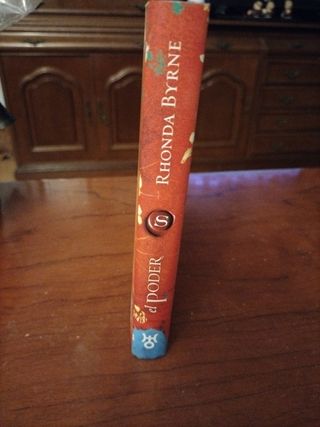 RHONDA BYRNE
S
el PODER